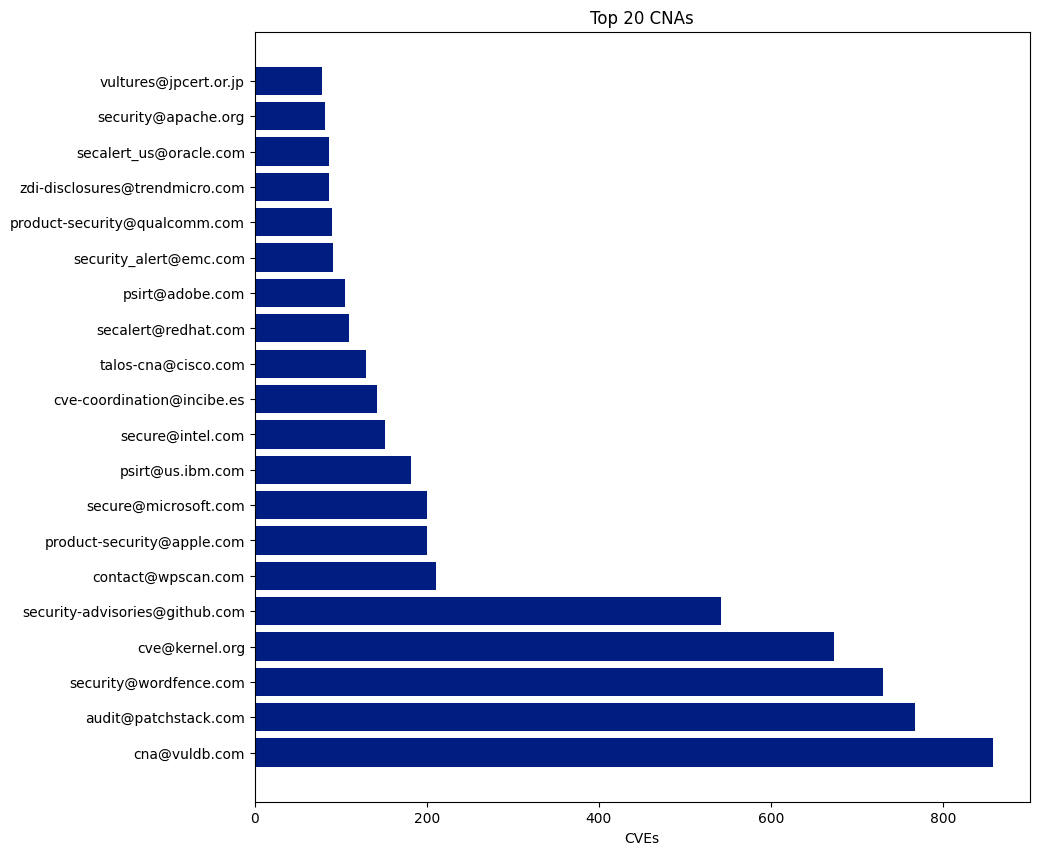 Top 20 CNAs
vultures@jpcert.or.jp
security@apache.org
secalert_us@oracle.com
zdi-disclosures@trendmicro.com
product-security@qualcomm.com
security_alert@emc.com
psirt@adobe.com
secalert@redhat.com
talos-cna@cisco.com
cve-coordination@incibe.es
secure@intel.com
psirt@us.ibm.com
secure@microsoft.com
product-security@apple.com
contact@wpscan.com
security-advisories@github.com
cve@kernel.org
security@wordfence.com
audit@patchstack.com
cna@vuldb.com
0 200 400 600 800
CVEs